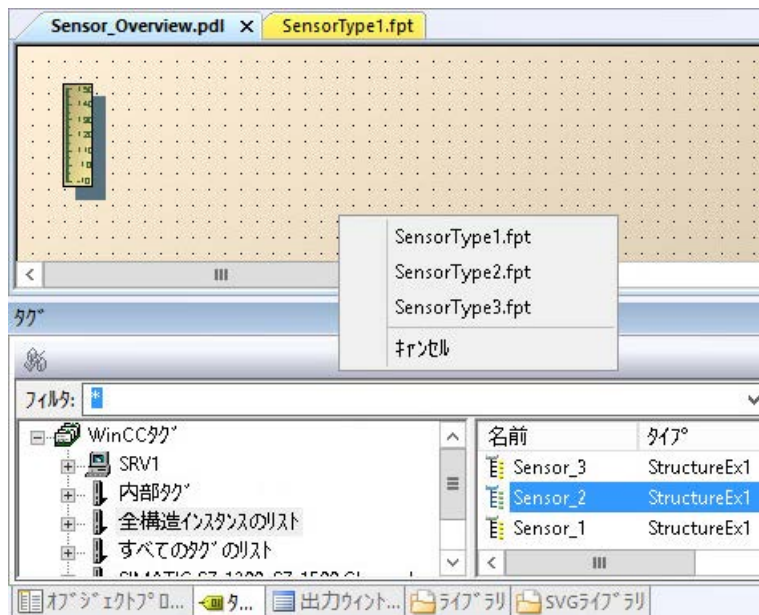 Sensor_Overview.pdl × SensorType1.fpt
SensorType1.fpt
SensorType2.fpt
SensorType3.fpt
ｷｬﾝｾﾙ
ﾀｸﾞ
ﾌｨﾙﾀ: *
WinCCﾀｸﾞ
SRV1
内部ﾀｸﾞ
全構造ｲﾝｽﾀﾝｽのﾘｽﾄ
すべてのﾀｸﾞのﾘｽﾄ
名前 ﾀｲﾌﾟ
Sensor_3 StructureEx1
Sensor_2 StructureEx1
Sensor_1 StructureEx1
ｵﾌﾞｼﾞｪｸﾄﾌﾟﾛ... ﾀ... 出力ｳｨﾝﾄ... ﾗｲﾌﾞﾗﾘ SVGﾗｲﾌﾞﾗﾘ